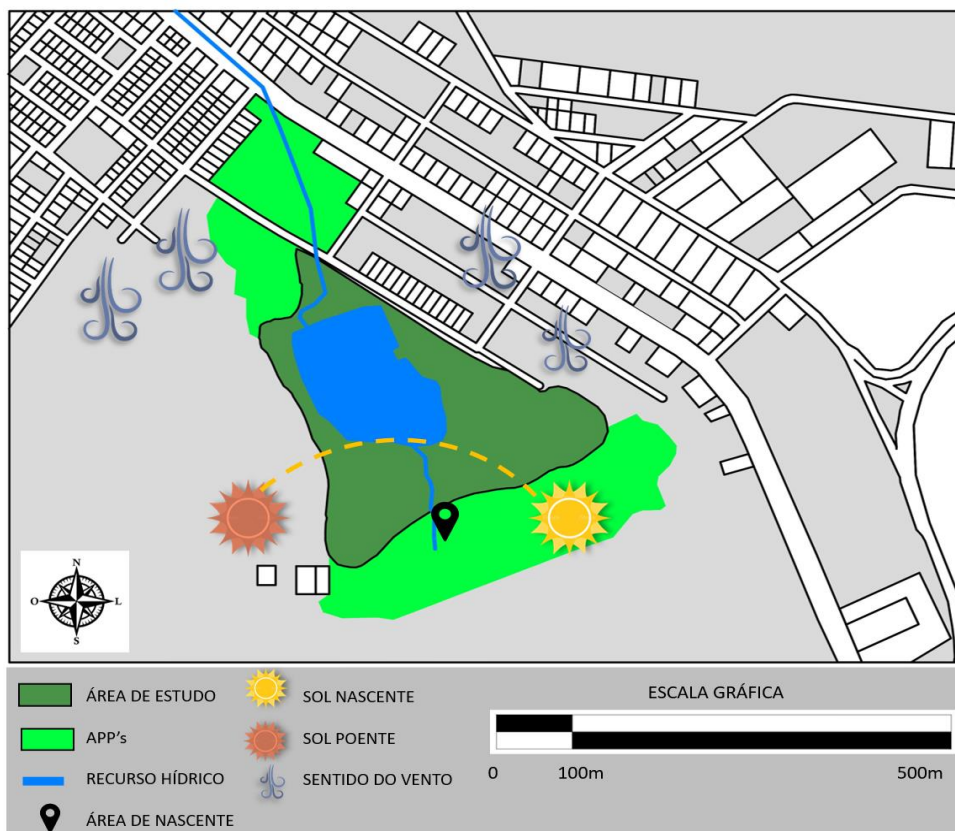 N
O L
S
ÁREA DE ESTUDO
APP's
RECURSO HÍDRICO
ÁREA DE NASCENTE
SOL NASCENTE
SOL POENTE
SENTIDO DO VENTO
ESCALA GRÁFICA
0 100m 500m